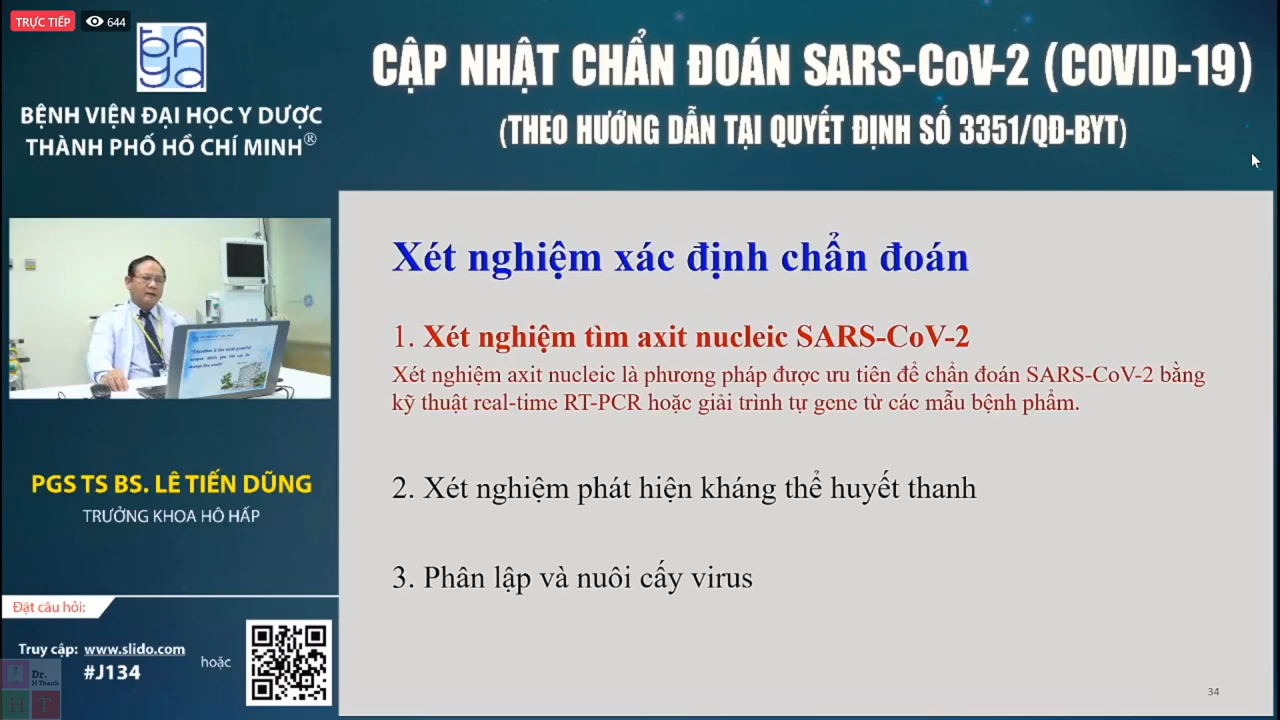 TRỰC TIẾP
644
BỆNH VIỆN ĐẠI HỌC Y DƯỢC
THÀNH PHỐ HỒ CHÍ MINH®
CẬP NHẬT CHẨN ĐOÁN SARS-CoV-2 (COVID-19)
(THEO HƯỚNG DẪN TẠI QUYẾT ĐỊNH SỐ 3351/QĐ-BYT)
Xét nghiệm xác định chẩn đoán
1. Xét nghiệm tìm axit nucleic SARS-CoV-2
Xét nghiệm axit nucleic là phương pháp được ưu tiên để chẩn đoán SARS-CoV-2 bằng
kỹ thuật real-time RT-PCR hoặc giải trình tự gene từ các mẫu bệnh phẩm.
2. Xét nghiệm phát hiện kháng thể huyết thanh
3. Phân lập và nuôi cấy virus
34
PGS TS BS. LÊ TIẾN DŨNG
TRƯỞNG KHOA HÔ HẤP
Đặt câu hỏi:
Truy cập: www.slido.com
#J134
hoặc
Dr.
H Thanh
H T